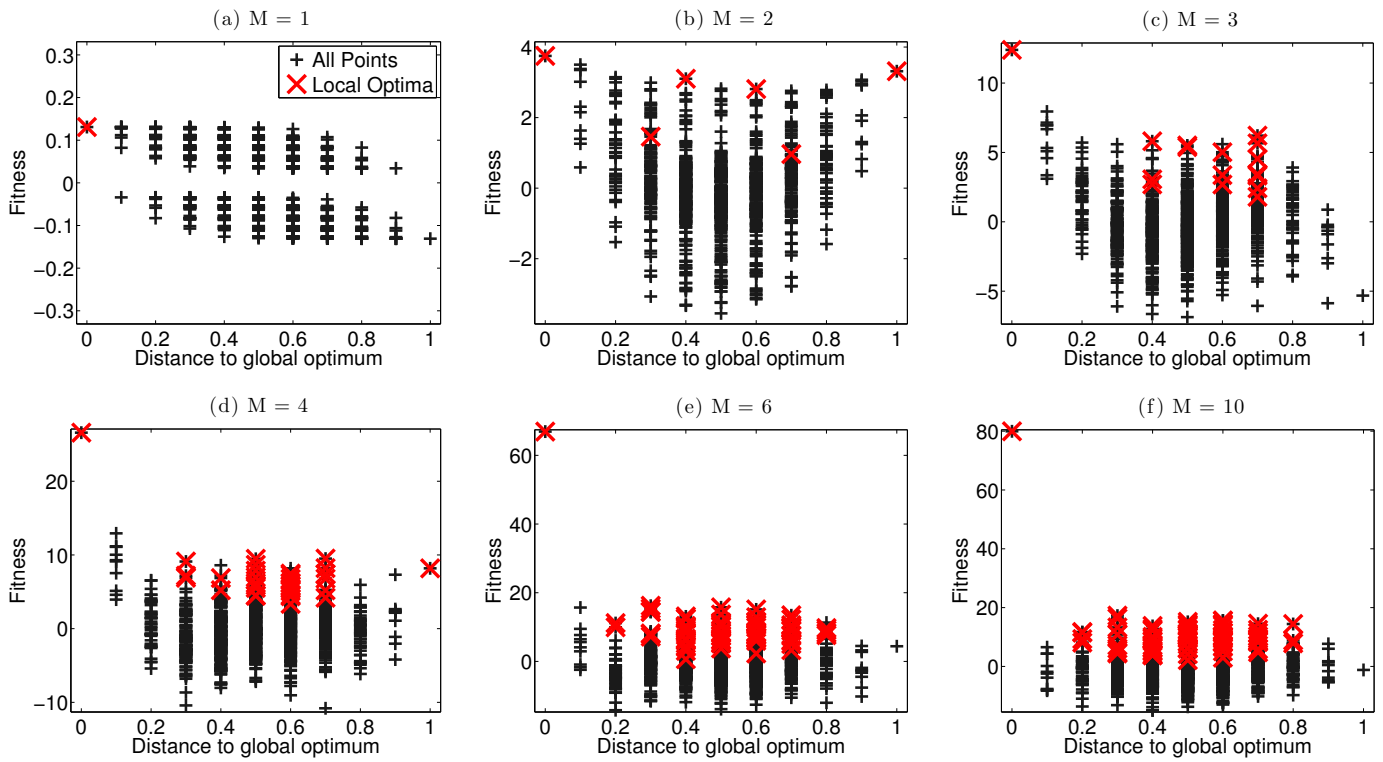 (a) M = 1
0.3
0.2
0.1
0
−0.1
−0.2
−0.3
Fitness
All Points
Local Optima
0 0.2 0.4 0.6 0.8 1
Distance to global optimum
(b) M = 2
4
2
0
−2
Fitness
0 0.2 0.4 0.6 0.8 1
Distance to global optimum
(c) M = 3
10
5
0
−5
Fitness
0 0.2 0.4 0.6 0.8 1
Distance to global optimum
(d) M = 4
20
10
0
−10
Fitness
0 0.2 0.4 0.6 0.8 1
Distance to global optimum
(e) M = 6
60
40
20
0
Fitness
0 0.2 0.4 0.6 0.8 1
Distance to global optimum
(f) M = 10
80
60
40
20
0
Fitness
0 0.2 0.4 0.6 0.8 1
Distance to global optimum